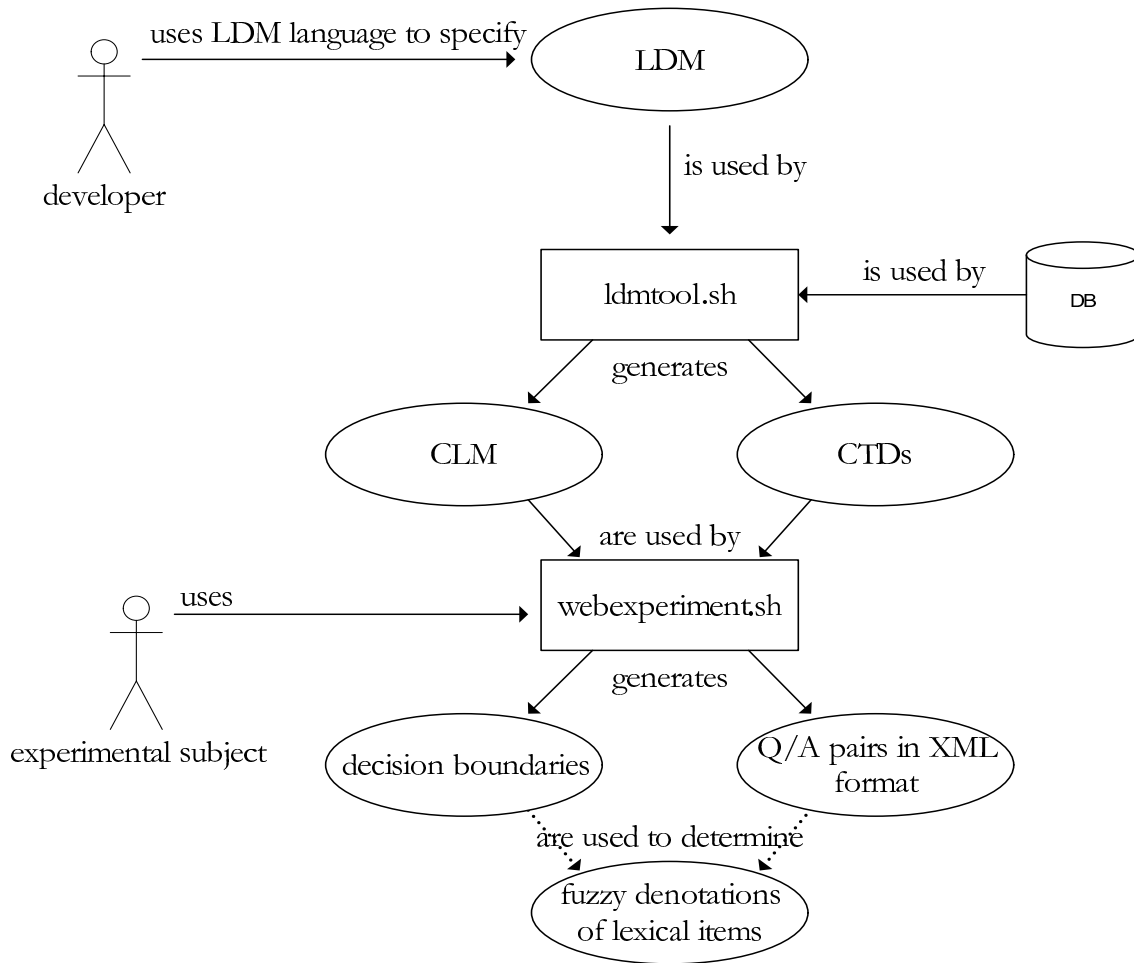 uses LDM language to specify
LDM
developer
is used by
ldmtool.sh
is used by
DB
generates
CLM
CTDs
are used by
uses
webexperiment.sh
experimental subject
generates
decision boundaries
Q/A pairs in XML
format
are used to determine
fuzzy denotations
of lexical items